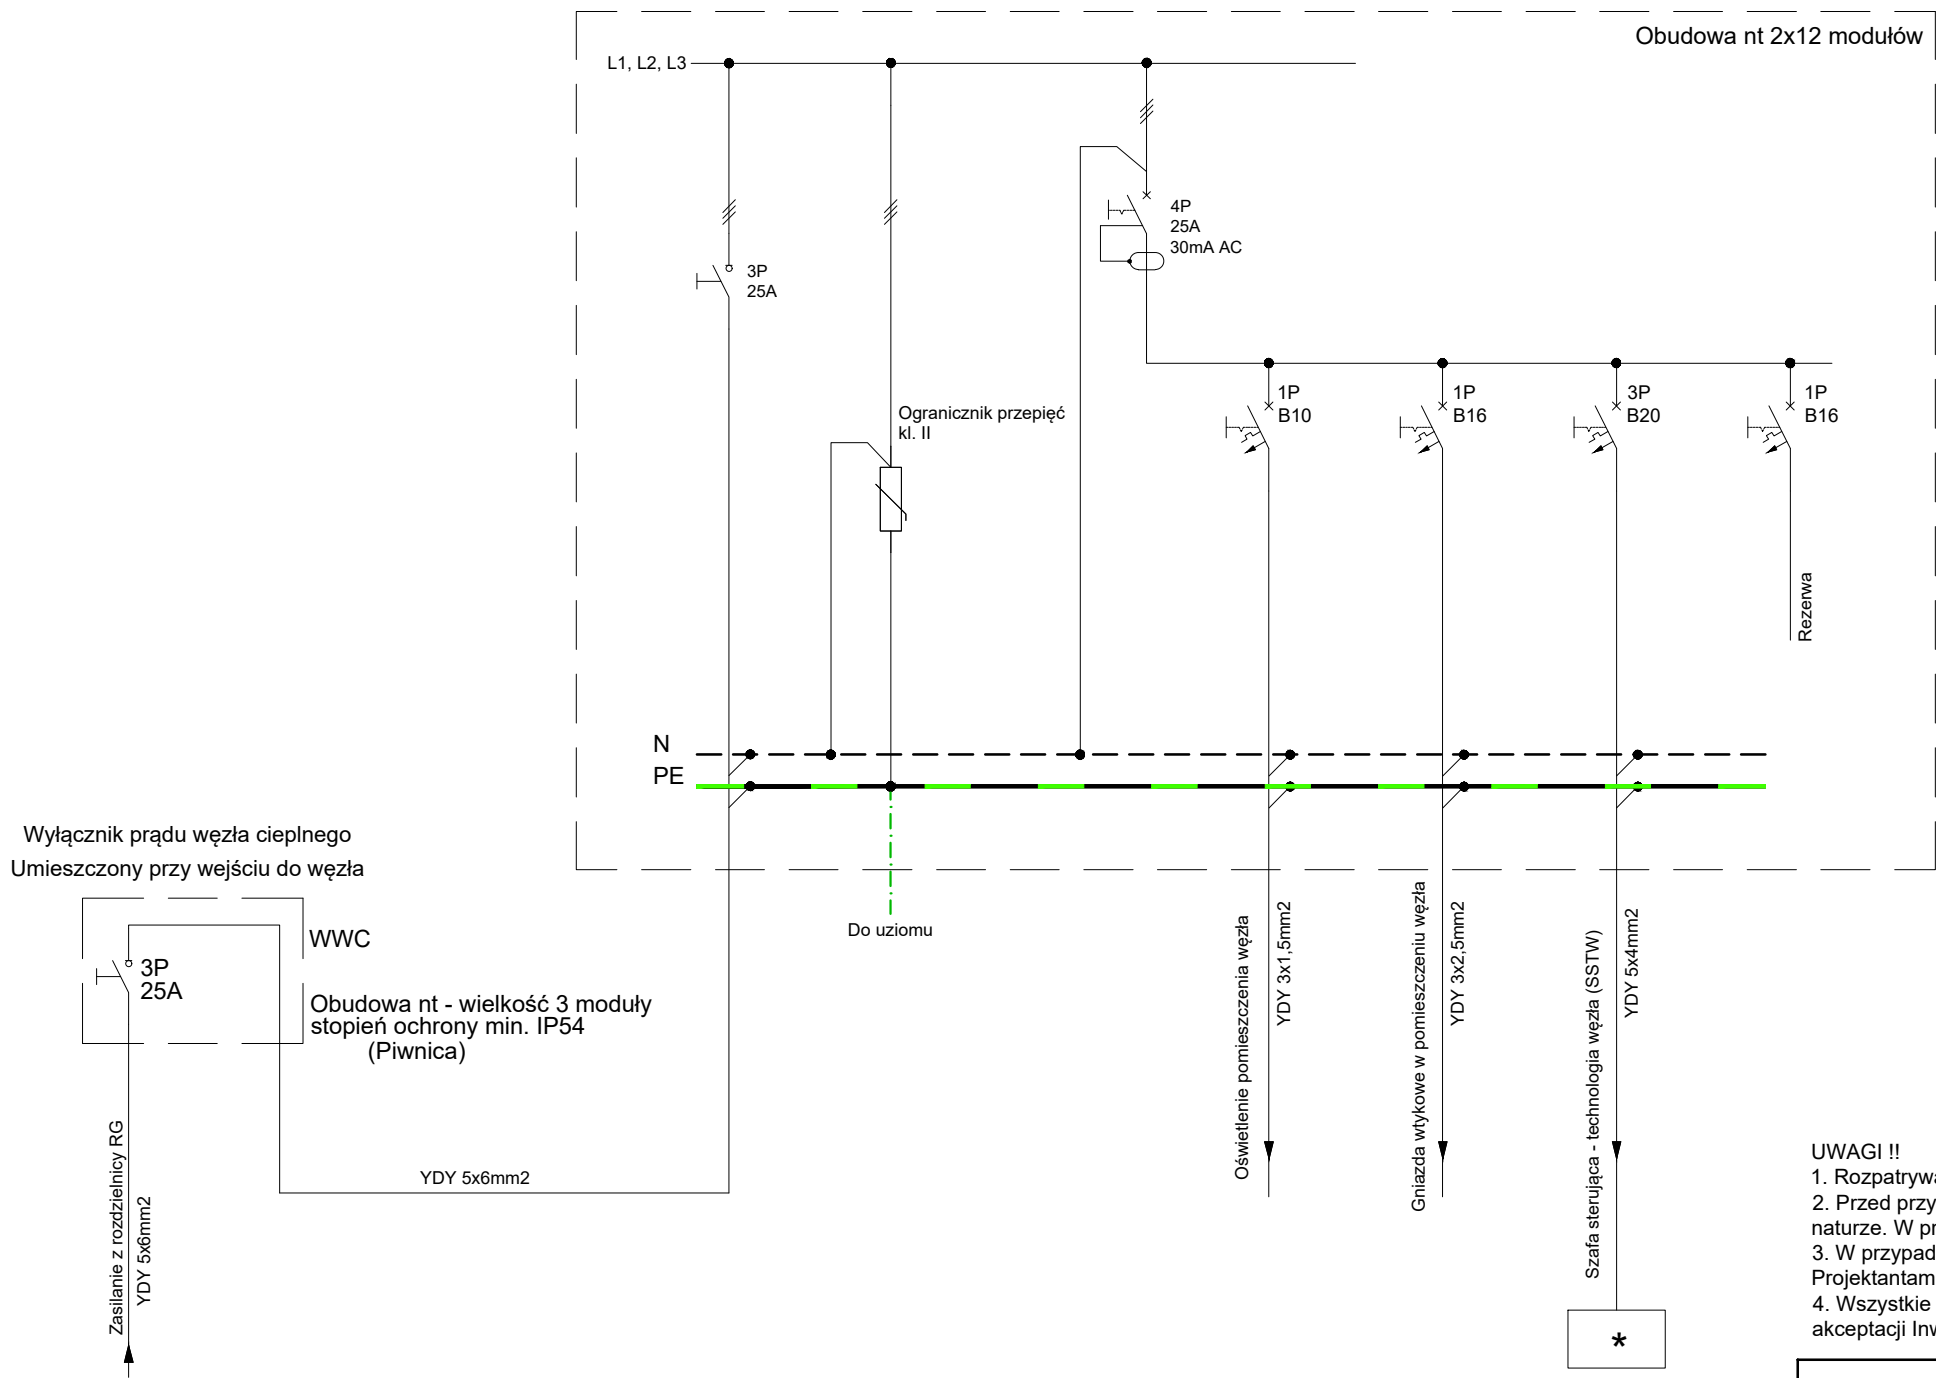 Obudowa nt 2x12 modułów
L1, L2, L3
4P
25A
30mA AC
3P
25A
1P
B10
1P
B16
3P
B20
1P
B16
Ogranicznik przepięć
kl. II
Rezerwa
N
PE
Wyłącznik prądu węzła cieplnego
Umieszczony przy wejściu do węzła
WWC
3P
25A
Obudowa nt - wielkość 3 moduły
stopień ochrony min. IP54
(Piwnica)
Do uziomu
Oświetlenie pomieszczenia węzła
YDY 3x1,5mm2
Gniazda wtykowe w pomieszczeniu węzła
YDY 3x2,5mm2
Szafa sterująca - technologia węzła (SSTW)
YDY 5x4mm2
Zasilanie z rozdzielnicy RG
YDY 5x6mm2
YDY 5x6mm2
*
UWAGI !!
1. Rozpatrywa
2. Przed przy
naturze. W pr
3. W przypad
Projektantam
4. Wszystkie
akceptacji Inw